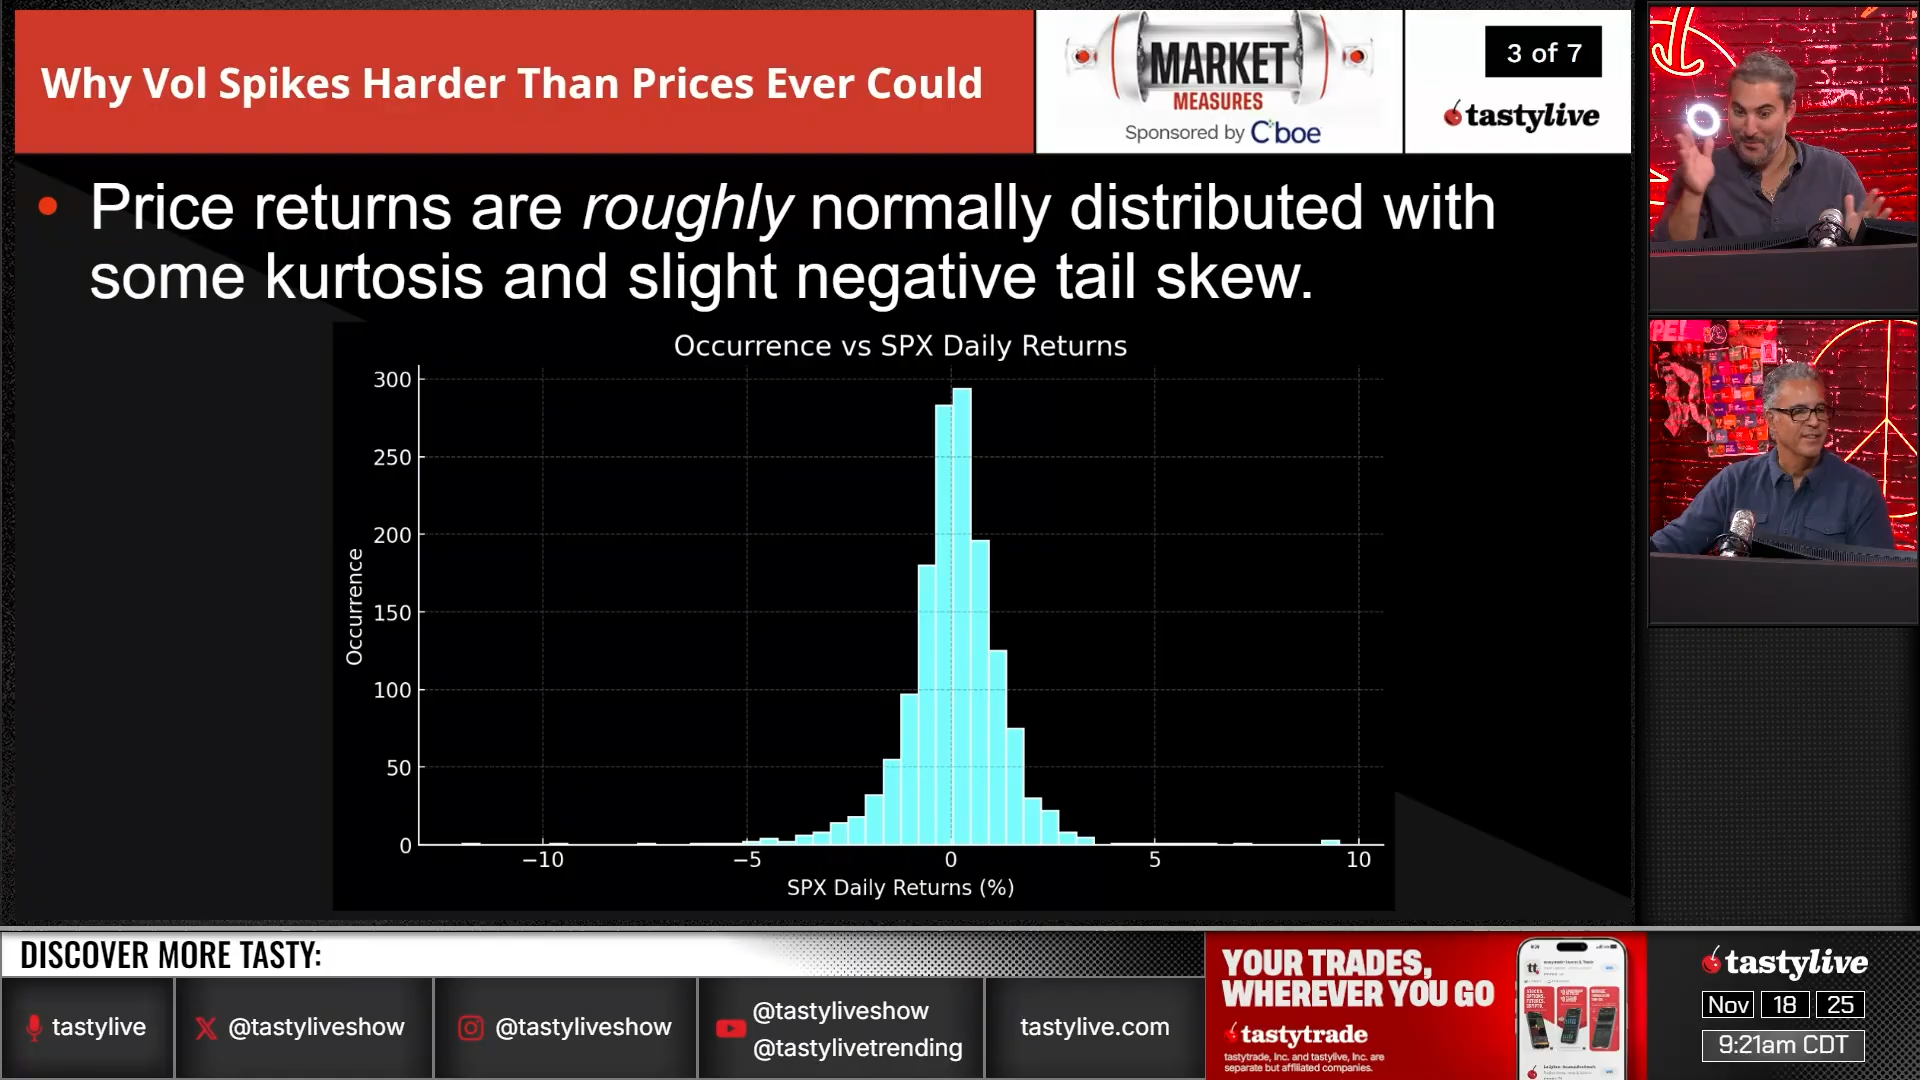 Why Vol Spikes Harder Than Prices Ever Could
MARKET
MEASURES
Sponsored by Cboe
3 of 7
tastylive
• Price returns are roughly normally distributed with
some kurtosis and slight negative tail skew.
Occurrence vs SPX Daily Returns
Occurrence
300
250
200
150
100
50
0
−10
−5
0
5
10
SPX Daily Returns (%)
DISCOVER MORE TASTY:
tastylive
@tastyliveshow
@tastyliveshow
@tastyliveshow
@tastylivetrending
tastylive.com
YOUR TRADES,
WHEREVER YOU GO
tastytrade
tastytrade, Inc. and tastylive, Inc. are
separate but affiliated companies.
tt
tastylive
Nov 18 25
9:21am CDT